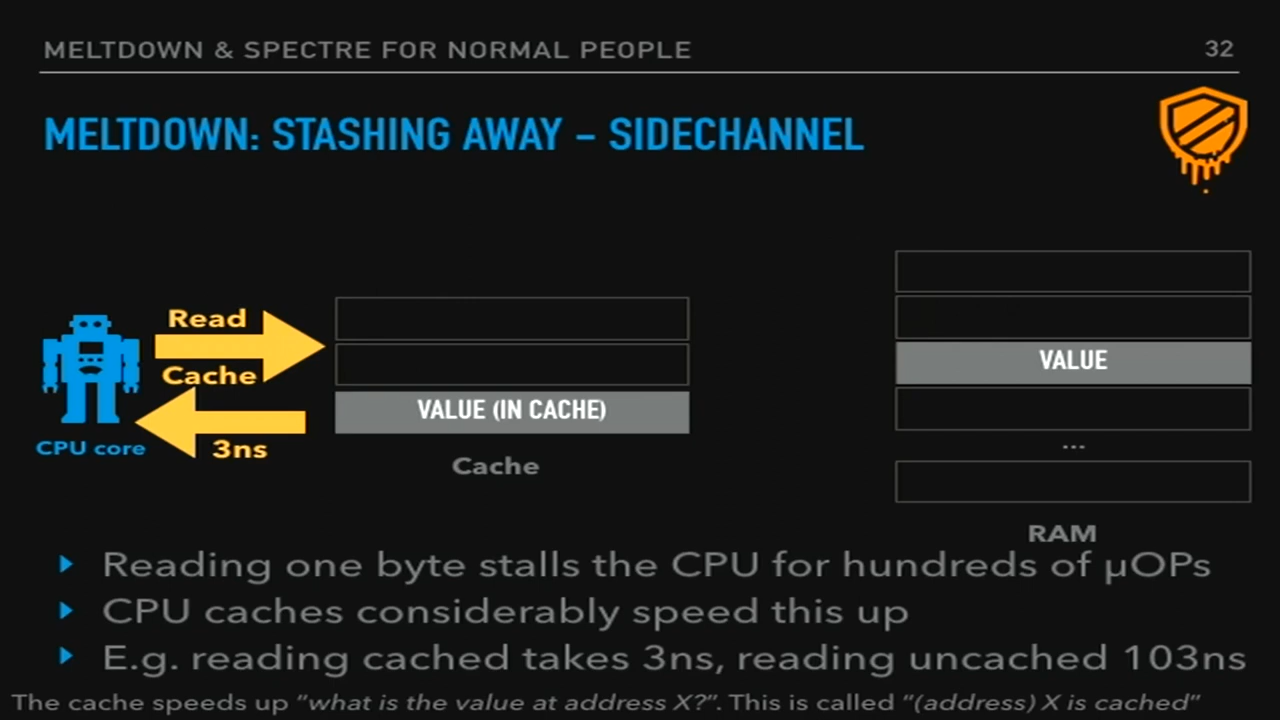 MELTDOWN & SPECTRE FOR NORMAL PEOPLE
32
MELTDOWN: STASHING AWAY – SIDECHANNEL
Read
Cache
3ns
CPU core
VALUE (IN CACHE)
Cache
VALUE
...
RAM
Reading one byte stalls the CPU for hundreds of µOPs
CPU caches considerably speed this up
E.g. reading cached takes 3ns, reading uncached 103ns
The cache speeds up "what is the value at address X?". This is called "(address) X is cached"